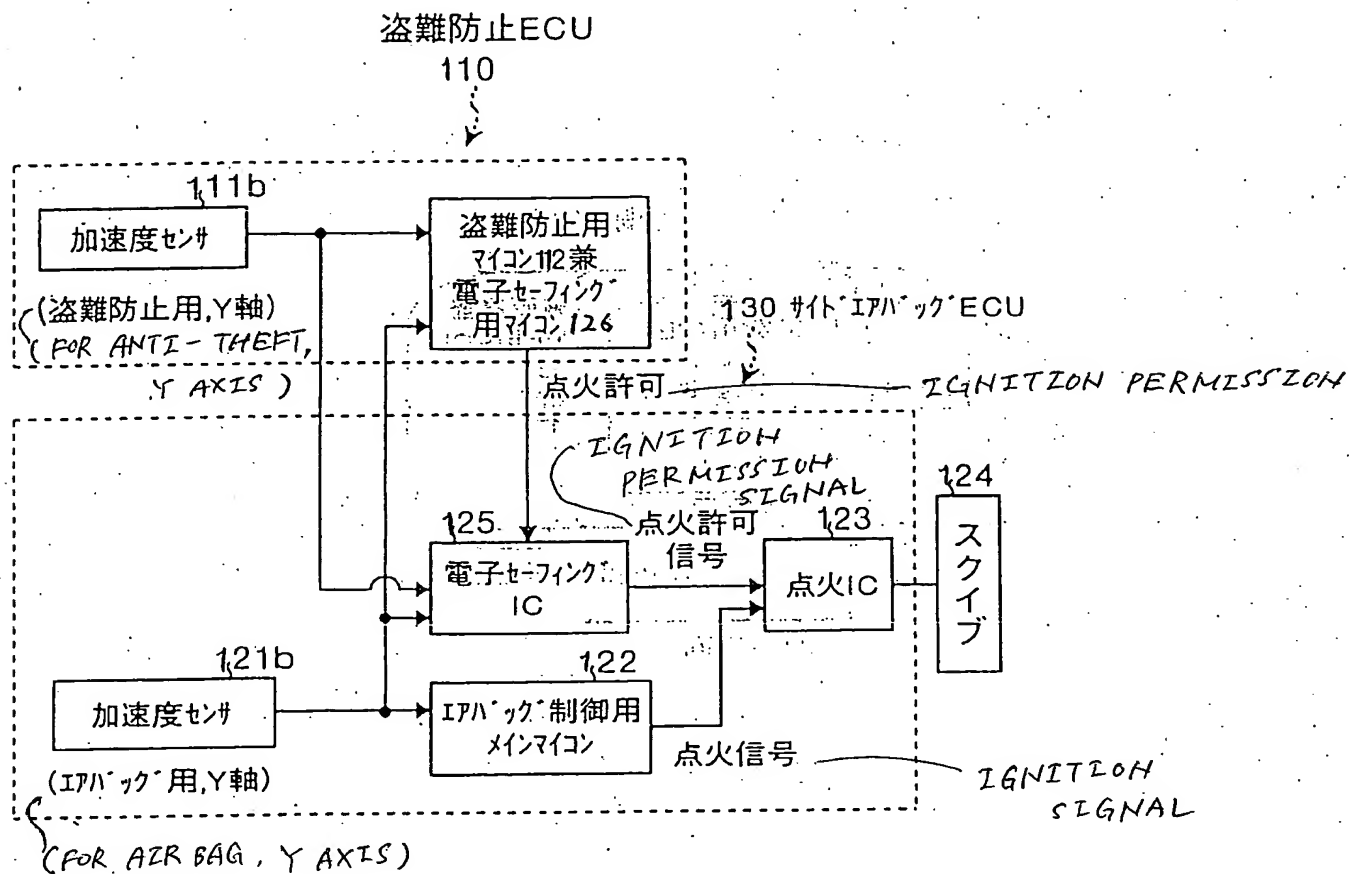 盗難防止ECU
110
111b
加速度センサ
(盗難防止用,Y軸)
(FOR ANTI-THEFT,
Y AXIS)
盗難防止用
マイコン112兼
電子セーフィング
用マイコン126
130 サイドエアバッグECU
点火許可
IGNITION PERMISSION
IGNITION
PERMISSION
SIGNAL
点火許可
信号
125
電子セーフィング
IC
123
点火IC
124
スクイブ
121b
加速度センサ
(エアバッグ用,Y軸)
(FOR AIR BAG, Y AXIS)
122
エアバッグ制御用
メインマイコン
点火信号
IGNITION
SIGNAL